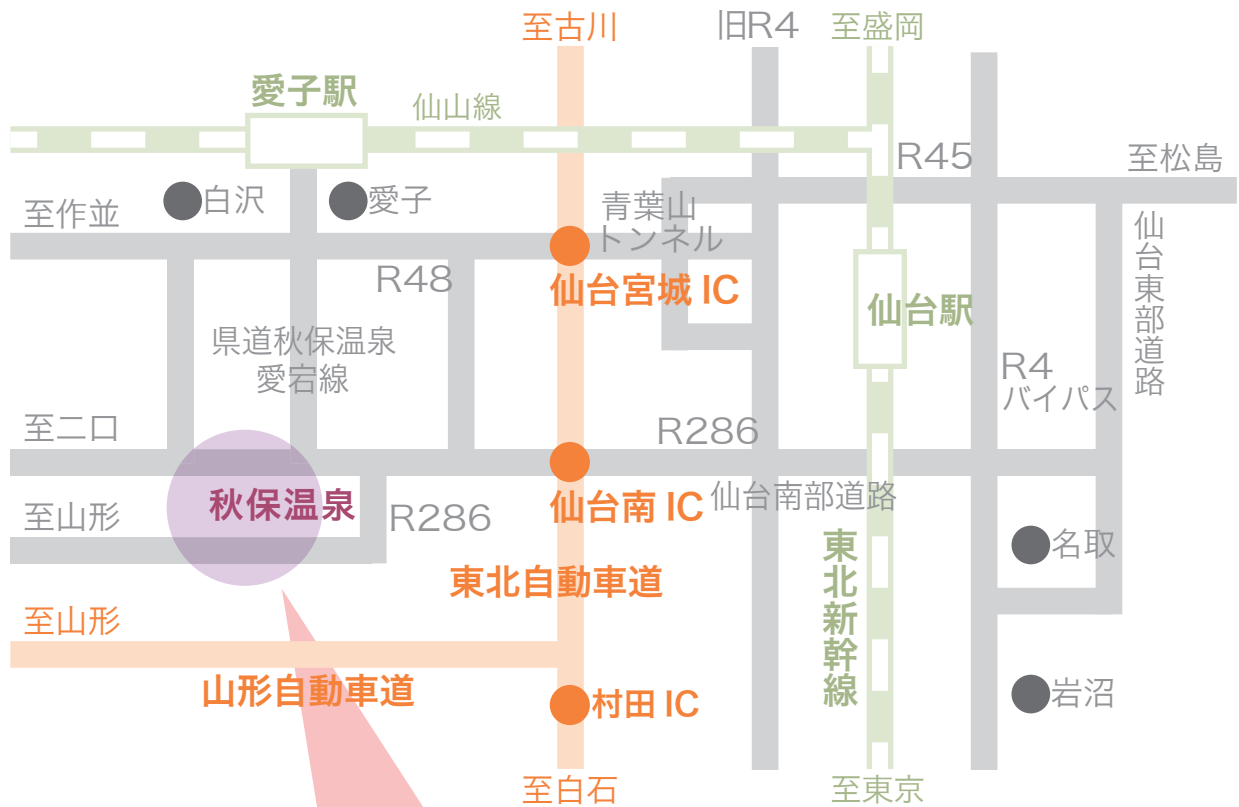 至古川
旧R4
至盛岡
愛子駅
仙山線
R45
至松島
白沢
愛子
至作並
青葉山
トンネル
仙台東部道路
R48
仙台宮城 IC
仙台駅
県道秋保温泉
愛宕線
R4
バイパス
至二口
R286
秋保温泉
仙台南 IC
仙台南部道路
至山形
R286
東北新幹線
名取
東北自動車道
至山形
山形自動車道
村田 IC
岩沼
至白石
至東京